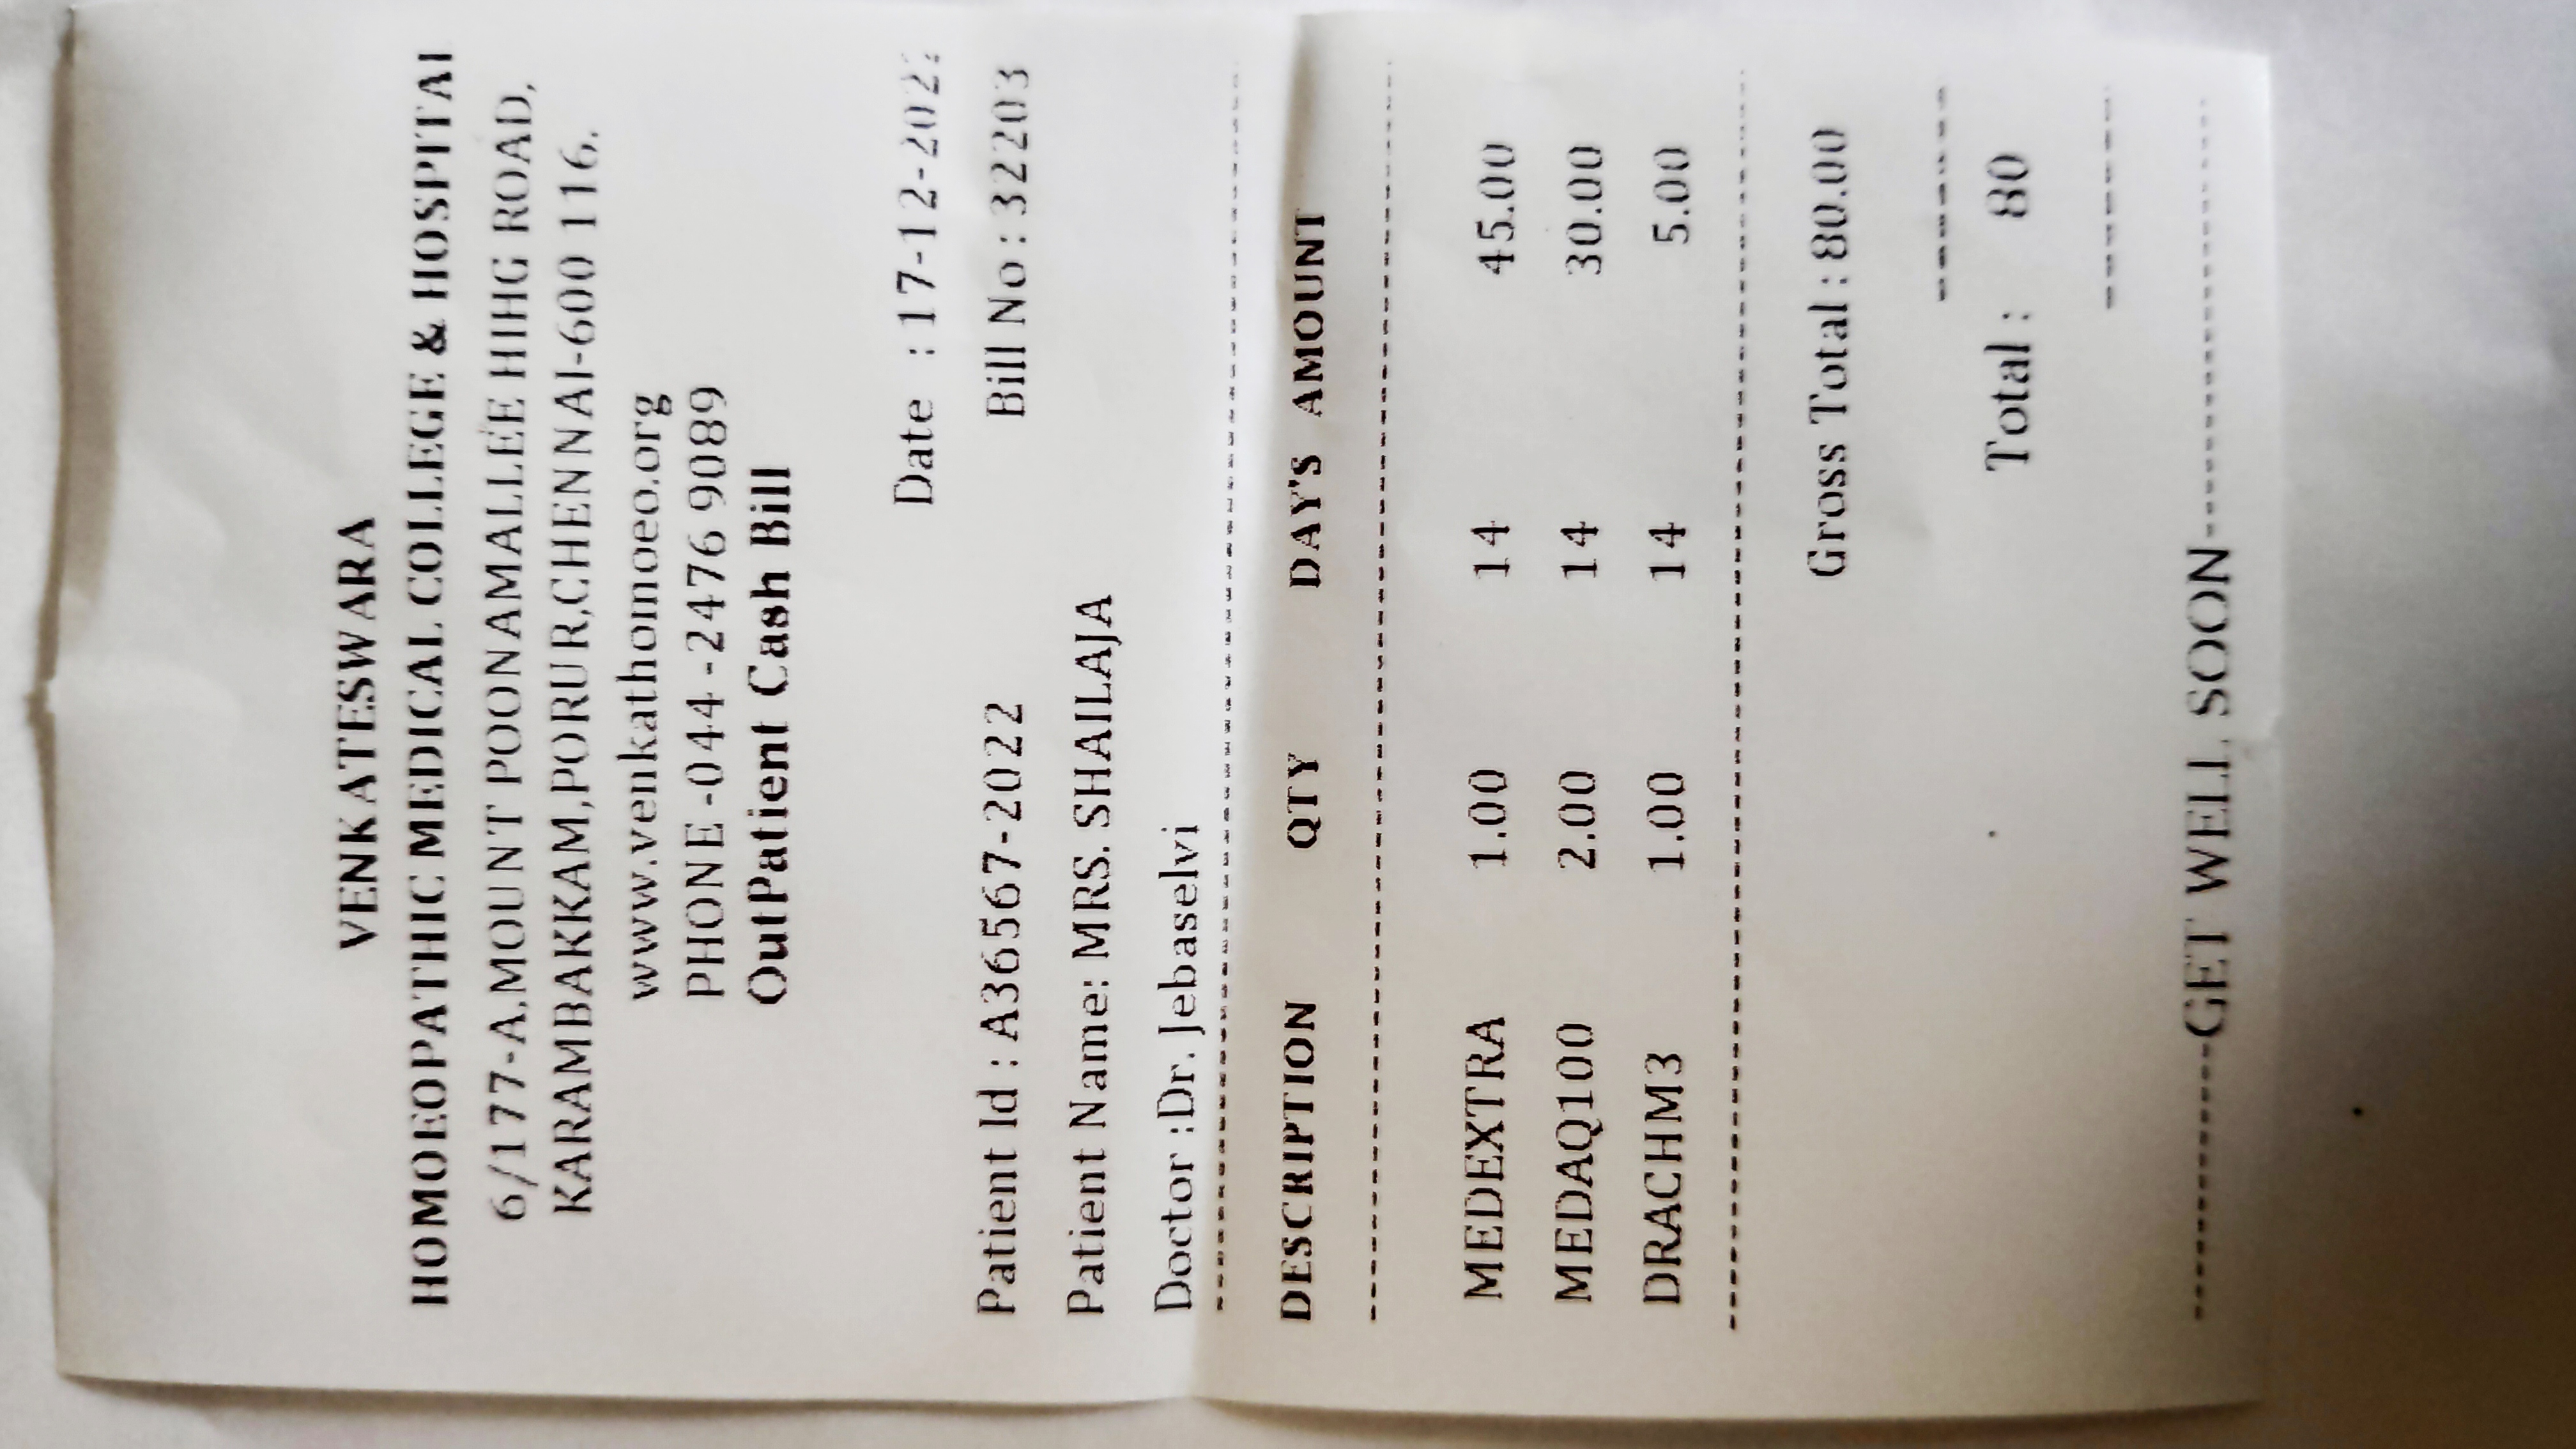 VENKATESWARA
HOMOEOPATHIC MEDICAL COLLEGE & HOSPITAL
6/177-A,MOUNT POONAMALLEE HIHG ROAD,
KARAMBAKKAM,PORUR,CHENNAI-600 116.
www.venkathomoeo.org
PHONE -044 -2476 9089
OutPatient Cash Bill
Date : 17-12-202
Patient Id : A36567-2022 Bill No : 32203
Patient Name: MRS. SHAILAJA
Doctor :Dr. Jebaselvi
DESCRIPTION QTY DAY'S AMOUNT
MEDEXTRA 1.00 14 45.00
MEDAQ100 2.00 14 30.00
DRACHM3 1.00 14 5.00
Gross Total : 80.00
Total : 80
--------GET WELL SOON--------